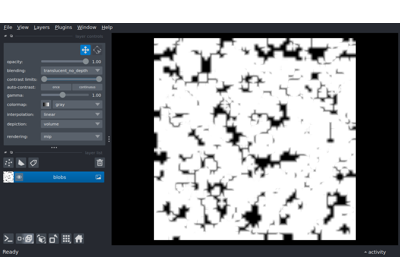 File View Layers Plugins Window Help
opacity: 1.00
blending: translucent_no_depth
contrast limits:
auto-contrast: once continuous
gamma: 1.00
colormap: gray
interpolation: linear
depiction: volume
rendering: mip
blobs
Ready activity